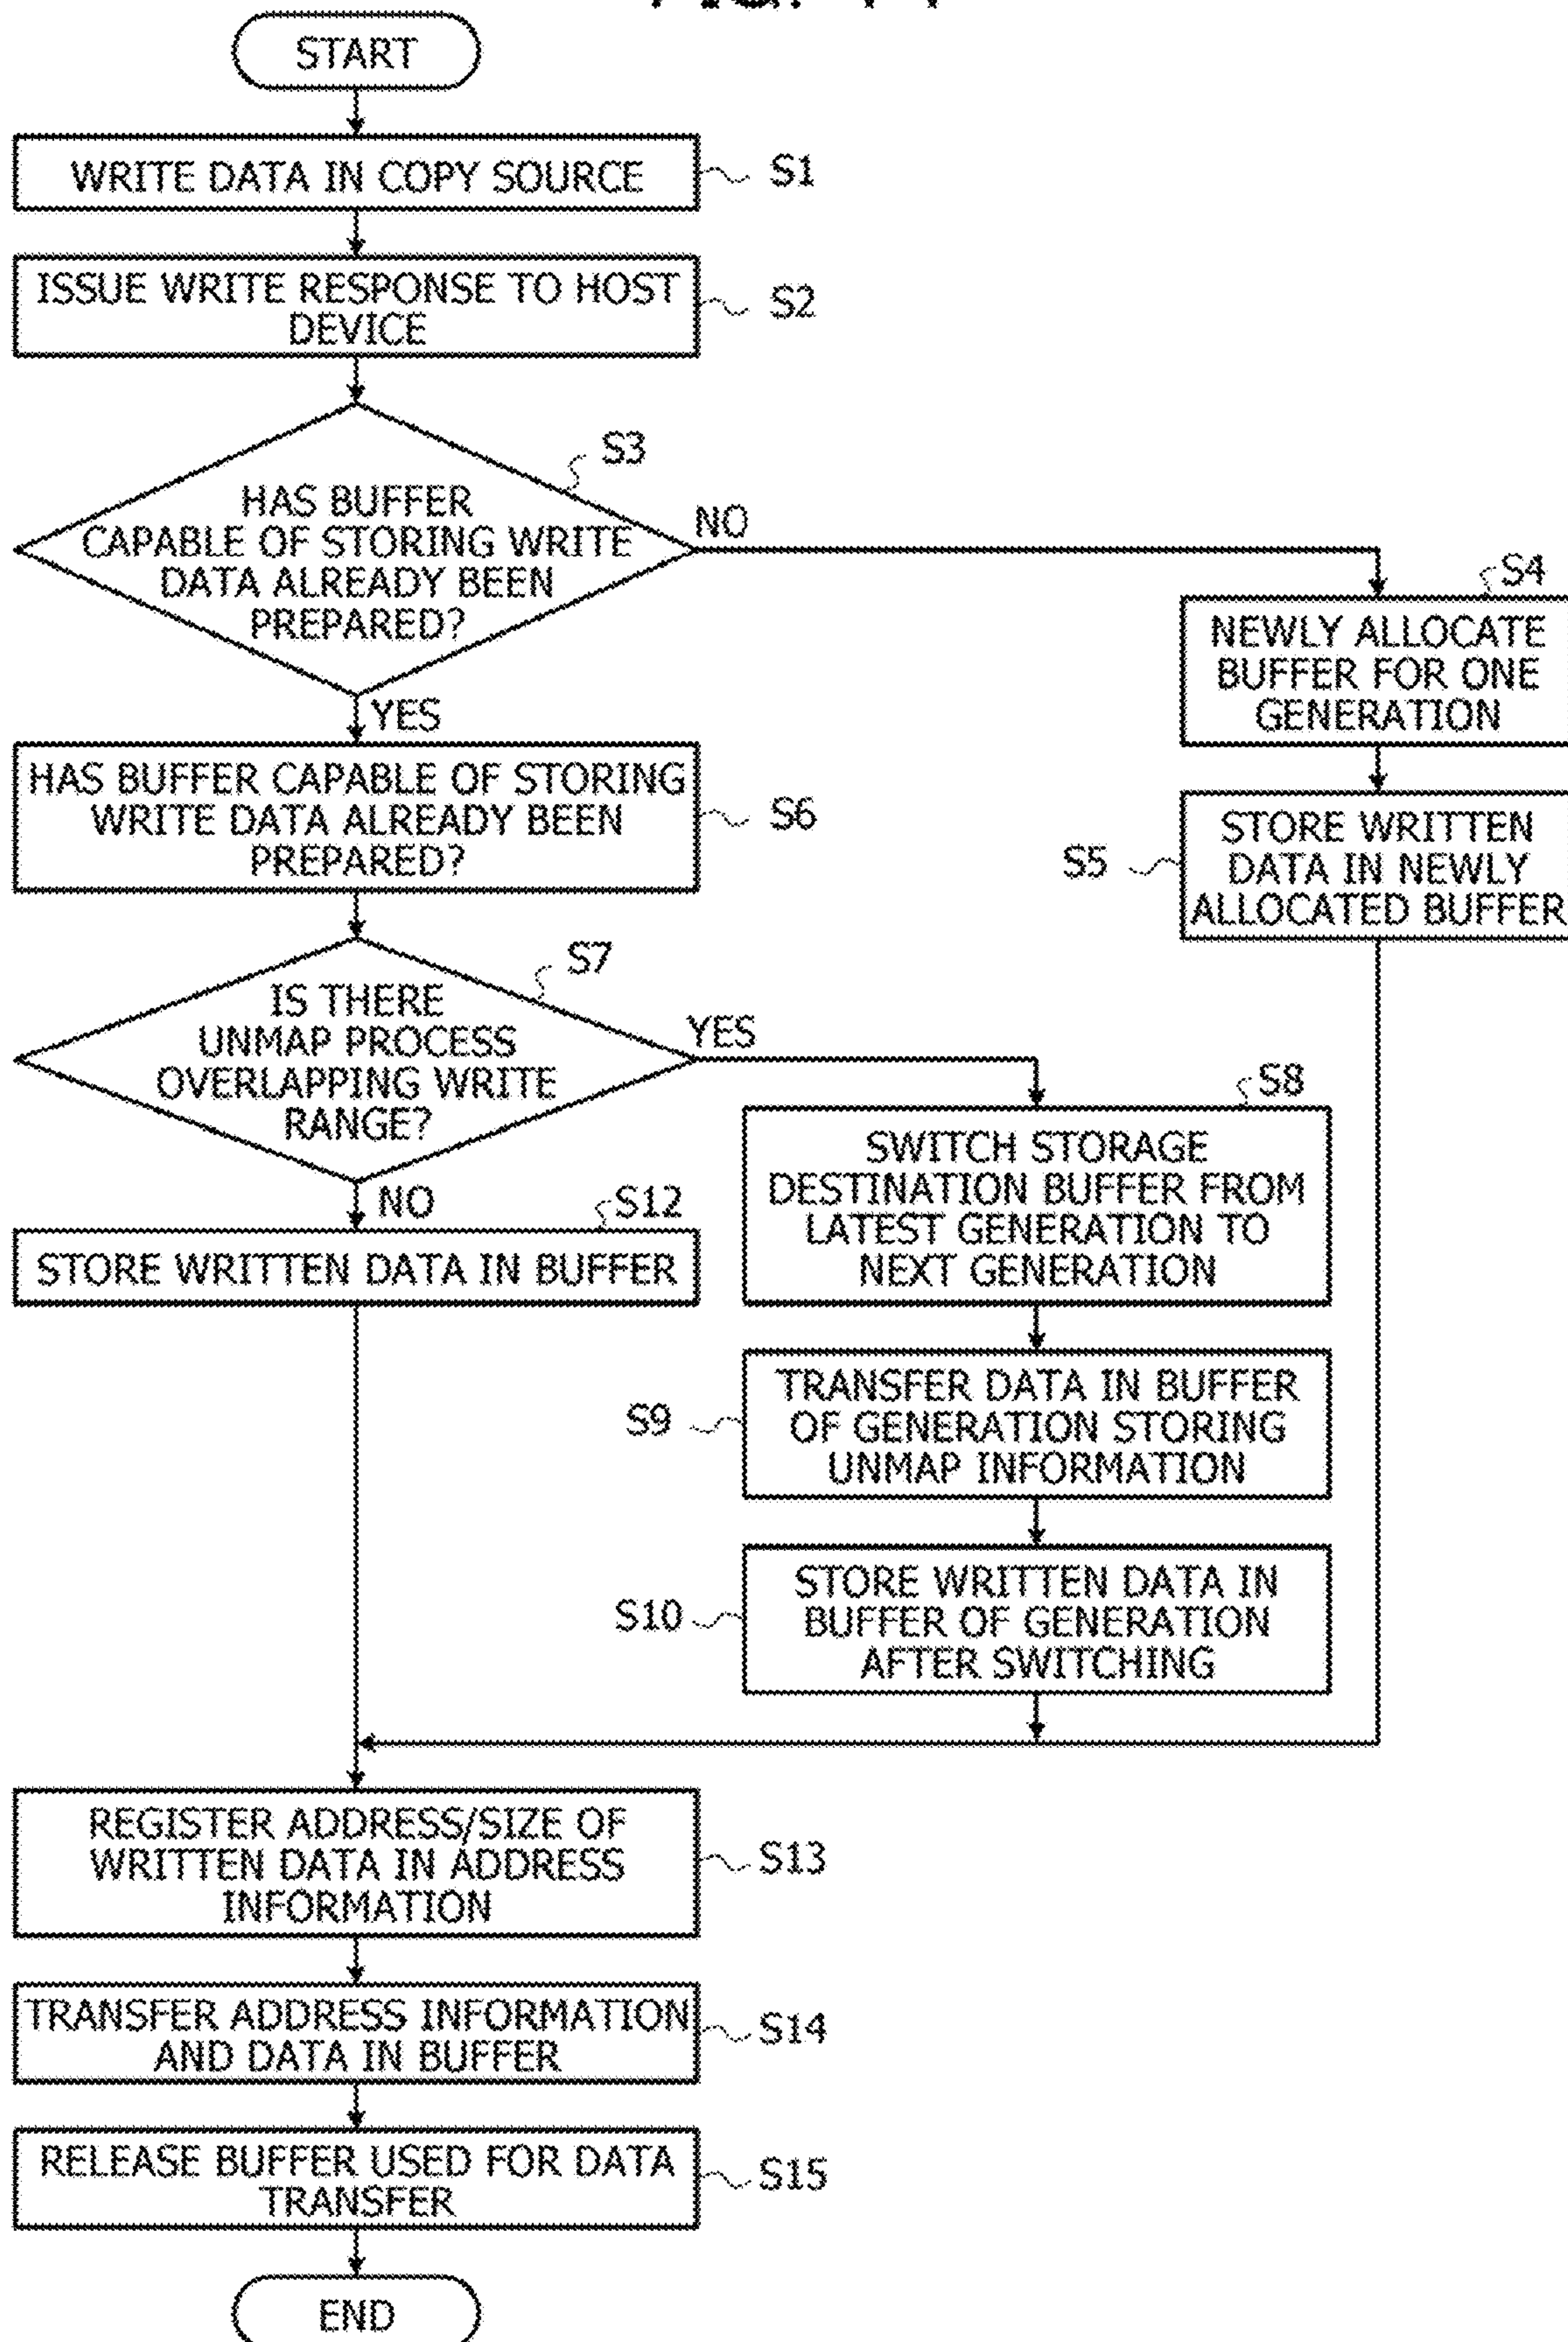 START
WRITE DATA IN COPY SOURCE
S1
ISSUE WRITE RESPONSE TO HOST
DEVICE
S2
S3
HAS BUFFER
CAPABLE OF STORING WRITE
DATA ALREADY BEEN
PREPARED?
NO
YES
S4
NEWLY ALLOCATE
BUFFER FOR ONE
GENERATION
S5
STORE WRITTEN
DATA IN NEWLY
ALLOCATED BUFFER
HAS BUFFER CAPABLE OF STORING
WRITE DATA ALREADY BEEN
PREPARED?
S6
S7
IS THERE
UNMAP PROCESS
OVERLAPPING WRITE
RANGE?
YES
NO
S8
SWITCH STORAGE
DESTINATION BUFFER FROM
LATEST GENERATION TO
NEXT GENERATION
S12
STORE WRITTEN DATA IN BUFFER
S9
TRANSFER DATA IN BUFFER
OF GENERATION STORING
UNMAP INFORMATION
S10
STORE WRITTEN DATA IN
BUFFER OF GENERATION
AFTER SWITCHING
REGISTER ADDRESS/SIZE OF
WRITTEN DATA IN ADDRESS
INFORMATION
S13
TRANSFER ADDRESS INFORMATION
AND DATA IN BUFFER
S14
RELEASE BUFFER USED FOR DATA
TRANSFER
S15
END